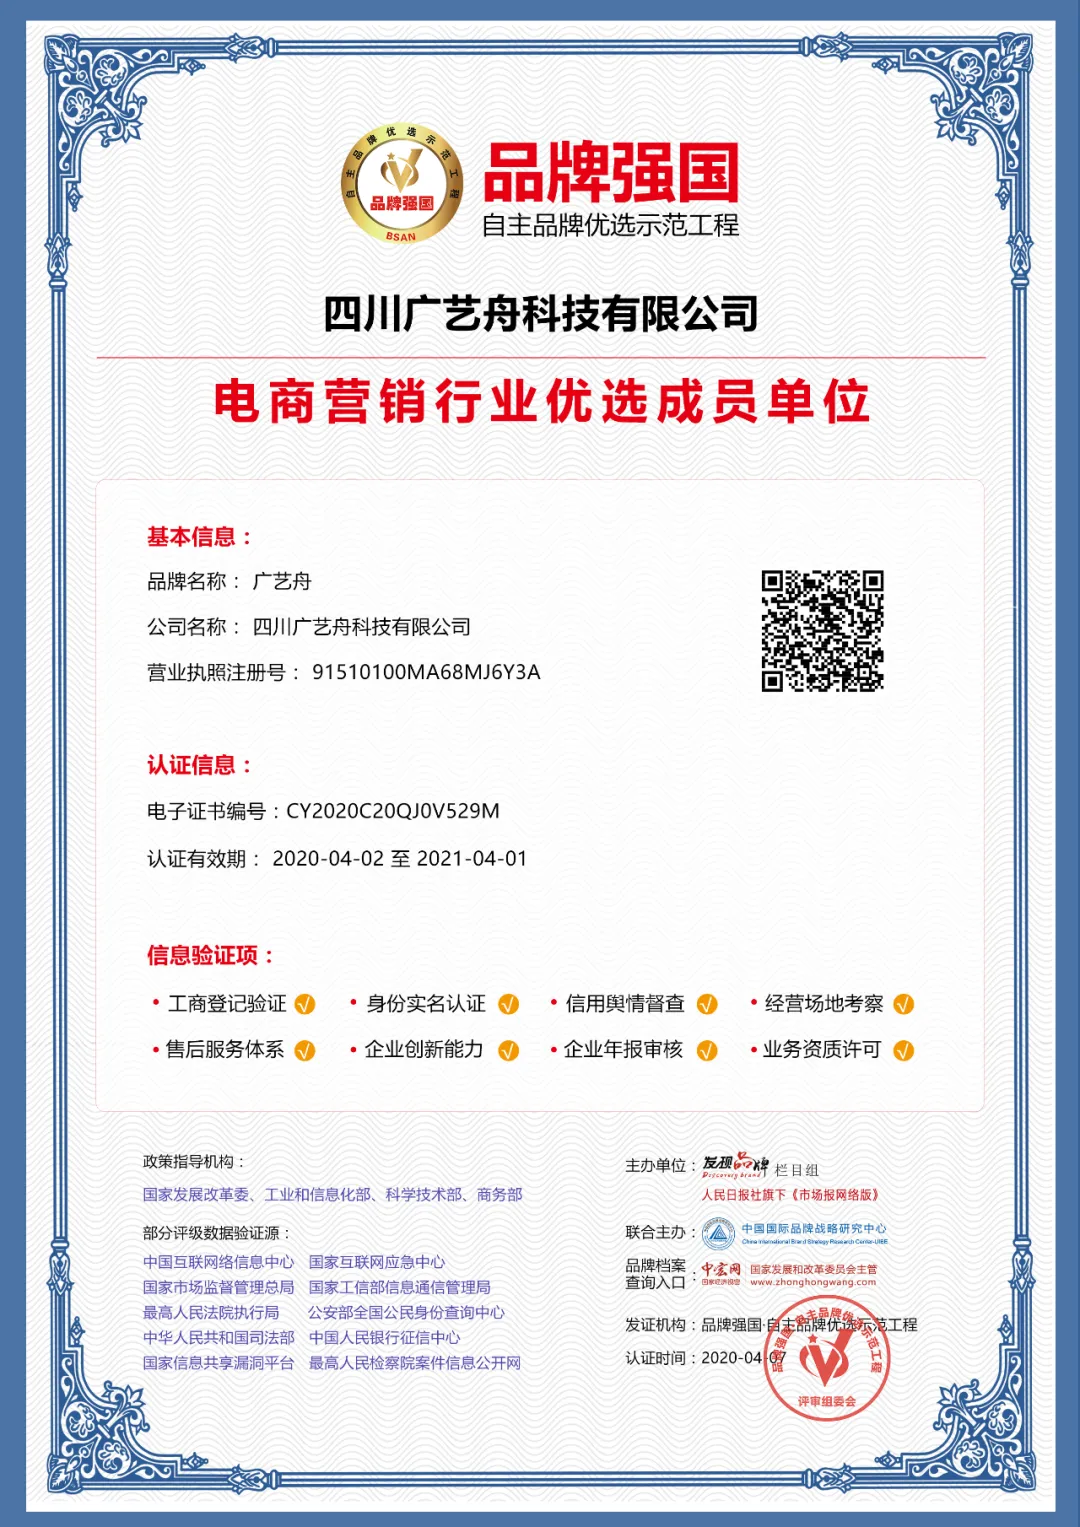 自主品牌优选示范工程
品牌强国
BSAN
品牌强国
自主品牌优选示范工程
四川广艺舟科技有限公司
电商营销行业优选成员单位
基本信息：
品牌名称： 广艺舟
公司名称： 四川广艺舟科技有限公司
营业执照注册号： 91510100MA68MJ6Y3A
认证信息：
电子证书编号：CY2020C20QJ0V529M
认证有效期： 2020-04-02 至 2021-04-01
信息验证项：
• 工商登记验证 √ • 身份实名认证 √ • 信用舆情督查 √ • 经营场地考察 √
• 售后服务体系 √ • 企业创新能力 √ • 企业年报审核 √ • 业务资质许可 √
政策指导机构：
国家发展改革委、工业和信息化部、科学技术部、商务部
部分评级数据验证源：
中国互联网络信息中心 国家互联网应急中心
国家市场监督管理总局 国家工信部信息通信管理局
最高人民法院执行局 公安部全国公民身份查询中心
中华人民共和国司法部 中国人民银行征信中心
国家信息共享漏洞平台 最高人民检察院案件信息公开网
主办单位：发现品牌 栏目组
Discovery brand
人民日报社旗下《市场报网络版》
联合主办：中国国际品牌战略研究中心
China International Brand Strategy Research Center-UIBE
品牌档案
查询入口：中宏网 国家发展和改革委员会主管
国家经济视窗 www.zhonghongwang.com
发证机构：品牌强国·自主品牌优选示范工程
认证时间：2020-04-07
品牌强国·自主品牌优选示范工程
评审组委会